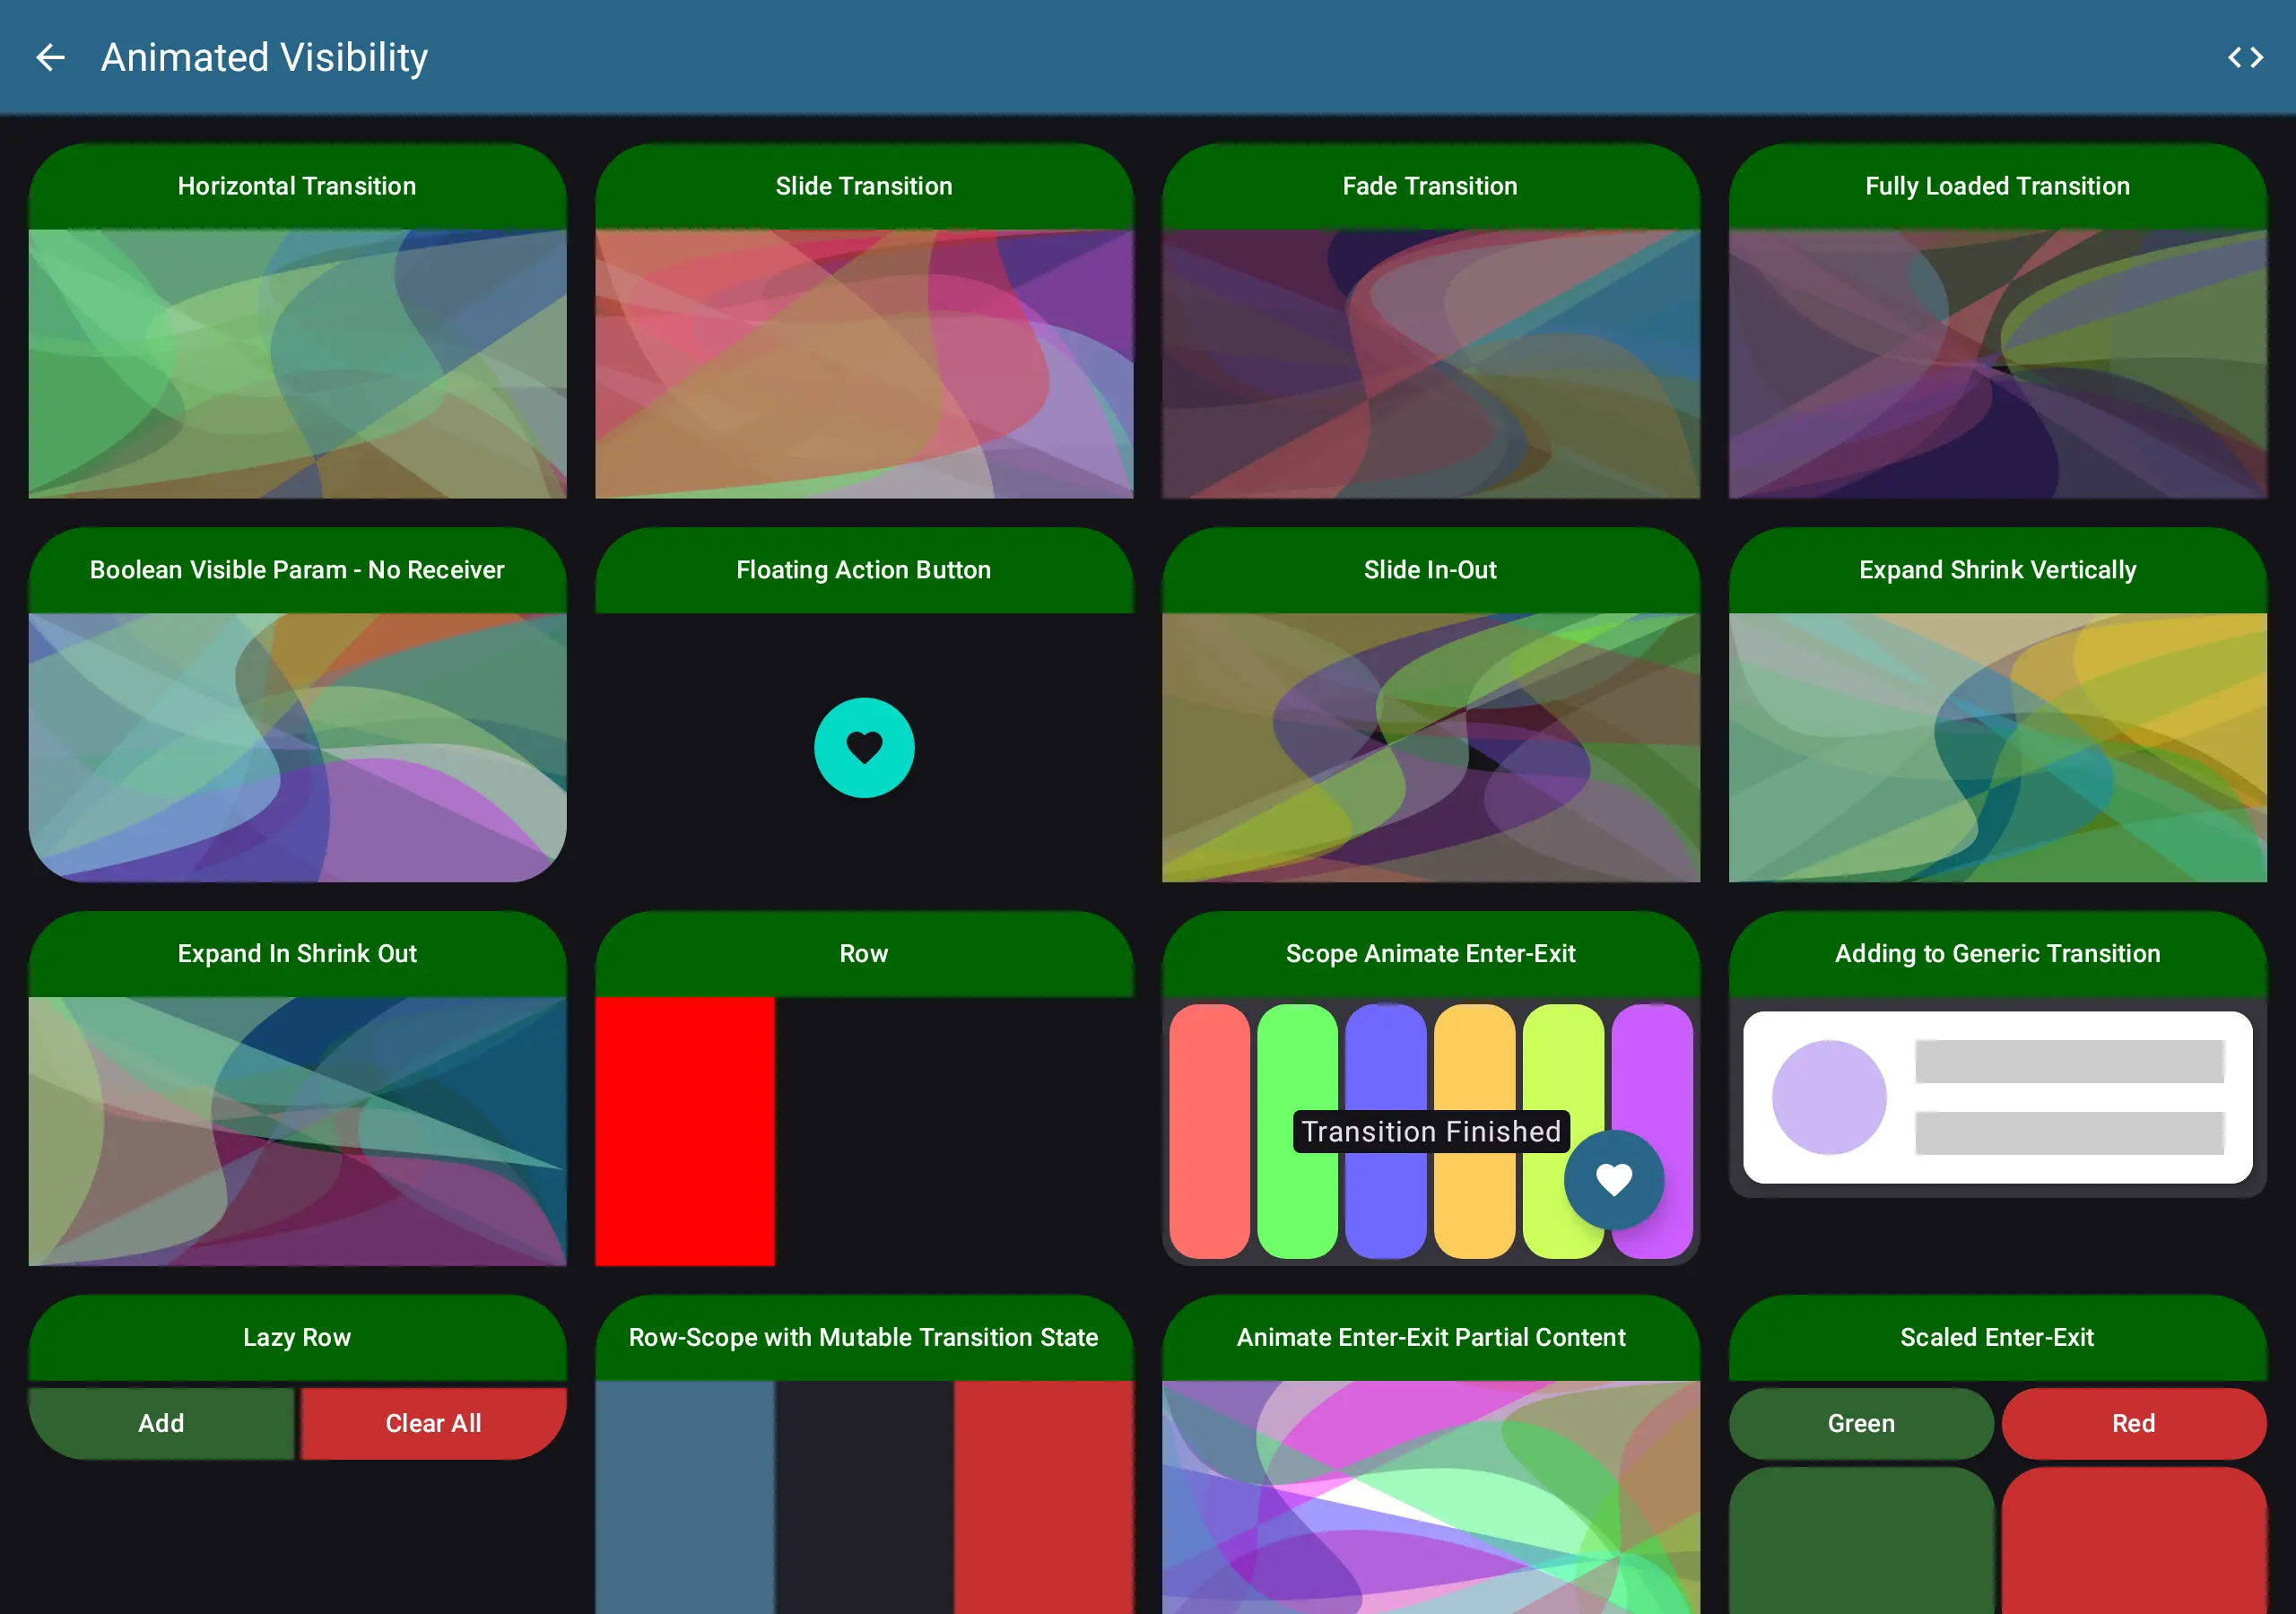 Animated Visibility
Horizontal Transition
Slide Transition
Fade Transition
Fully Loaded Transition
Boolean Visible Param - No Receiver
Floating Action Button
Slide In-Out
Expand Shrink Vertically
Expand In Shrink Out
Row
Scope Animate Enter-Exit
Adding to Generic Transition
Transition Finished
Lazy Row
Row-Scope with Mutable Transition State
Animate Enter-Exit Partial Content
Scaled Enter-Exit
Add
Clear All
Green
Red